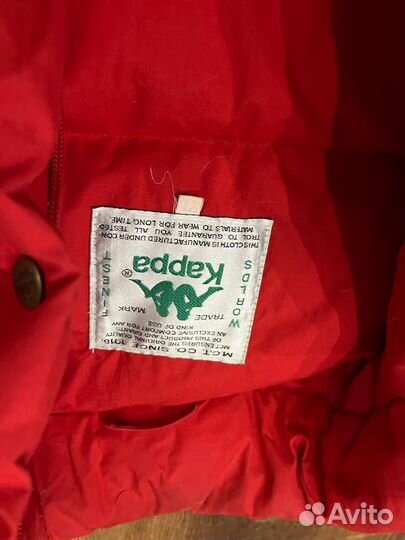 M.C.T. CO. SINCE 1916
MCT ENSURES THE ORIGINAL QUALITY
OF THIS PRODUCT AND GUARANTEES
AN EXCLUSIVE COMFORT FOR ANY
KIND OF USE
TRADE MARK
WORLDS
FINEST
Kappa®
THIS CLOTH IS MANUFACTURED UNDER CON-
TROL TO GUARANTEE YOU ALL TESTED
MATERIALS TO WEAR FOR LONG TIME.
Avito